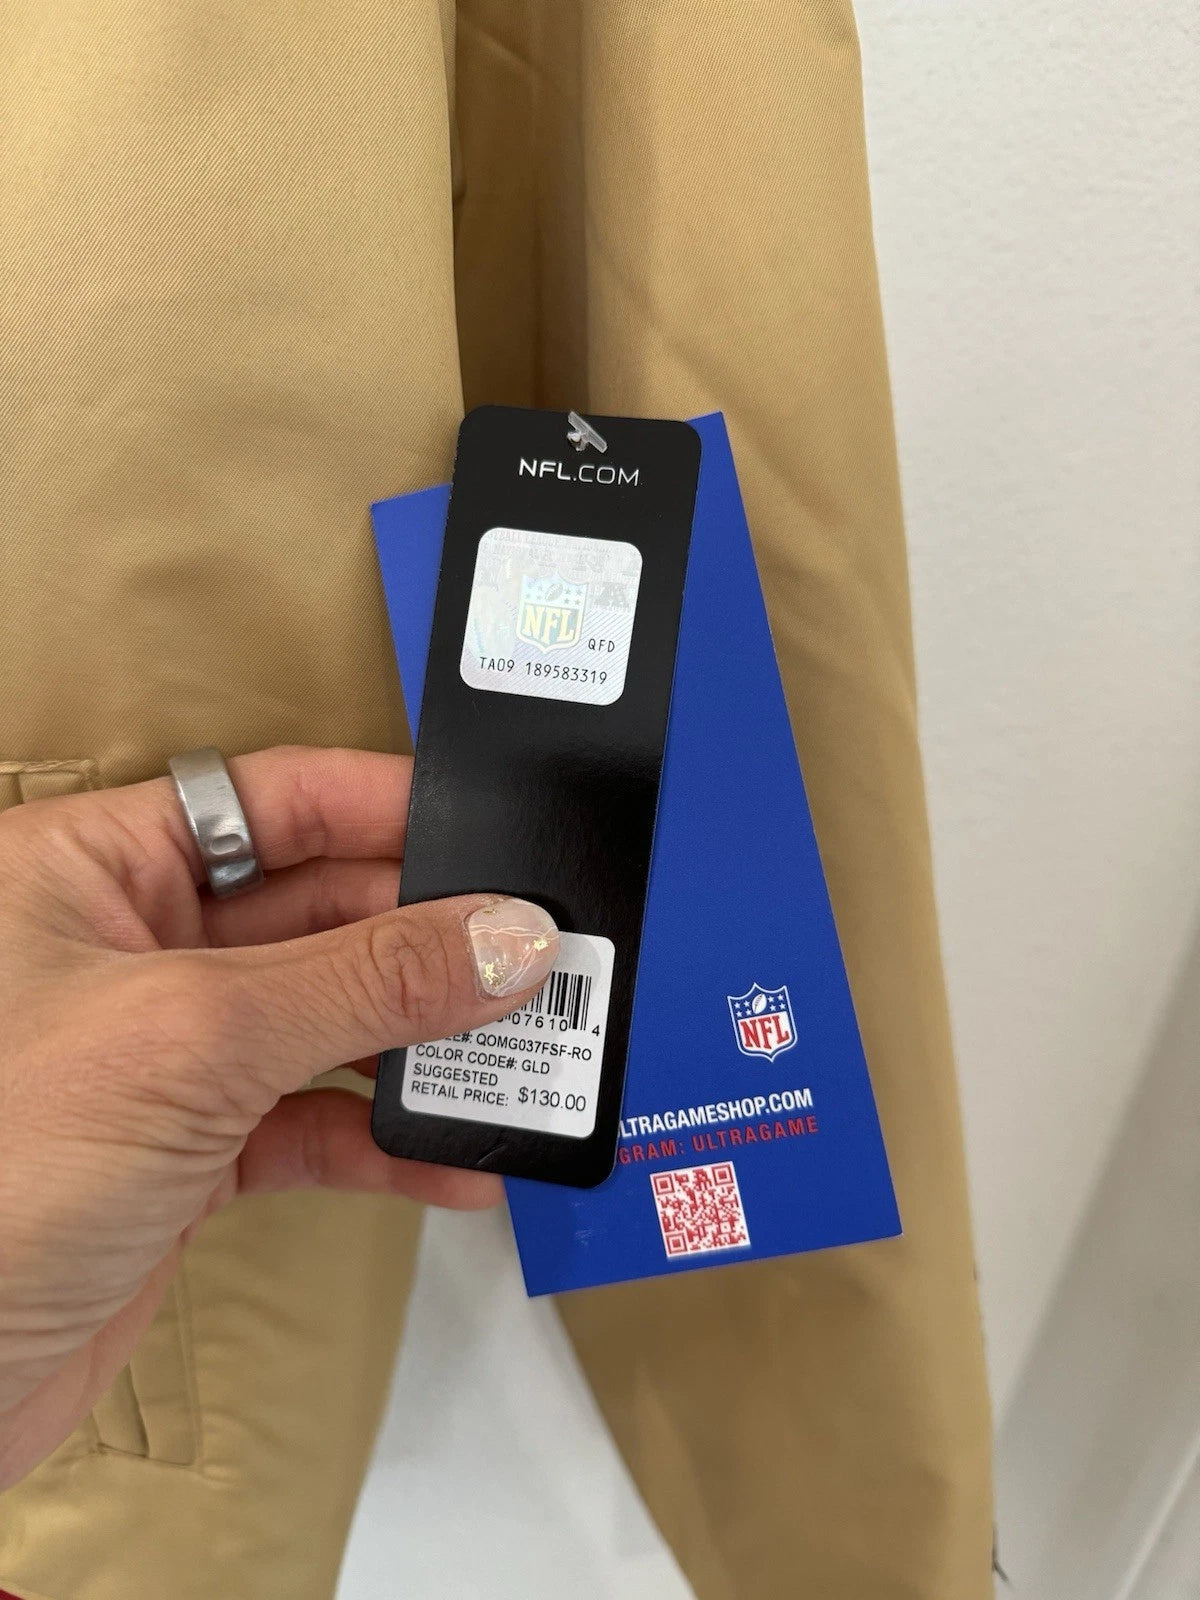 NFL.COM
NFL
QFD
TA09 189583319
07610 4
QOMG037FSF-RO
COLOR CODE#: GLD
SUGGESTED
RETAIL PRICE: $130.00
NFL
LTRAGAMESHOP.COM
GRAM: ULTRAGAME